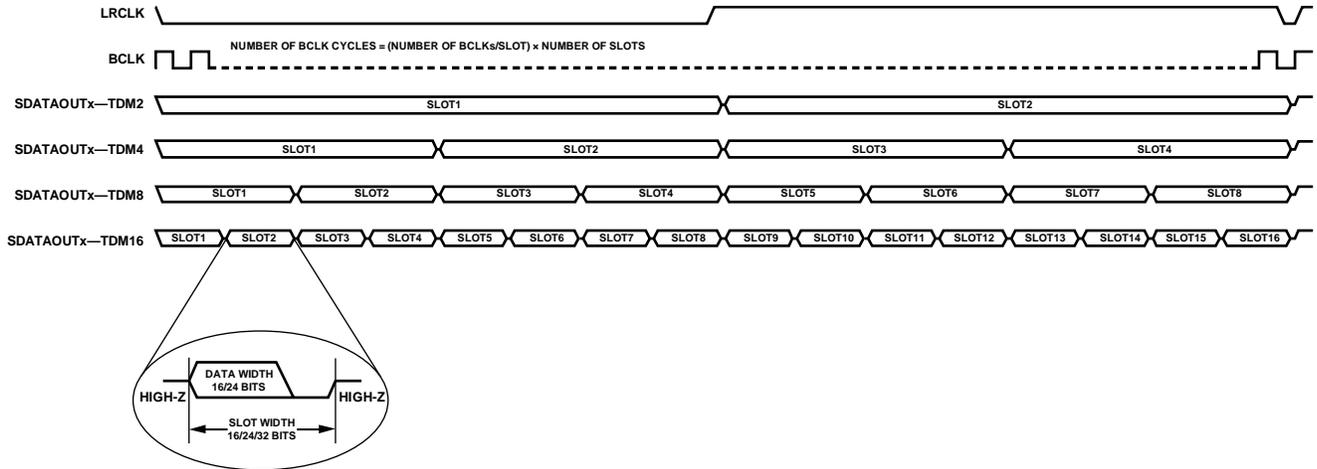 LRCLK
BCLK
NUMBER OF BCLK CYCLES = (NUMBER OF BCLKs/SLOT) × NUMBER OF SLOTS
SDATAOUTx—TDM2
SLOT1 SLOT2
SDATAOUTx—TDM4
SLOT1 SLOT2 SLOT3 SLOT4
SDATAOUTx—TDM8
SLOT1 SLOT2 SLOT3 SLOT4 SLOT5 SLOT6 SLOT7 SLOT8
SDATAOUTx—TDM16
SLOT1 SLOT2 SLOT3 SLOT4 SLOT5 SLOT6 SLOT7 SLOT8 SLOT9 SLOT10 SLOT11 SLOT12 SLOT13 SLOT14 SLOT15 SLOT16
DATA WIDTH
16/24 BITS
HIGH-Z HIGH-Z
SLOT WIDTH
16/24/32 BITS